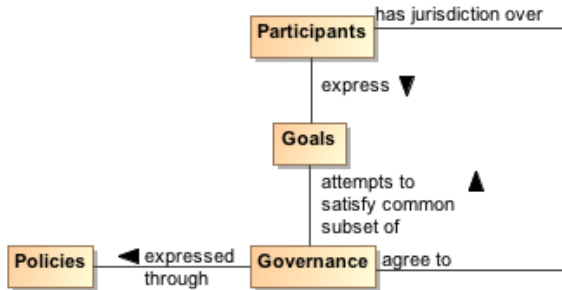 has jurisdiction over
Participants
express
Goals
attempts to
satisfy common
subset of
Policies
expressed
through
Governance
agree to